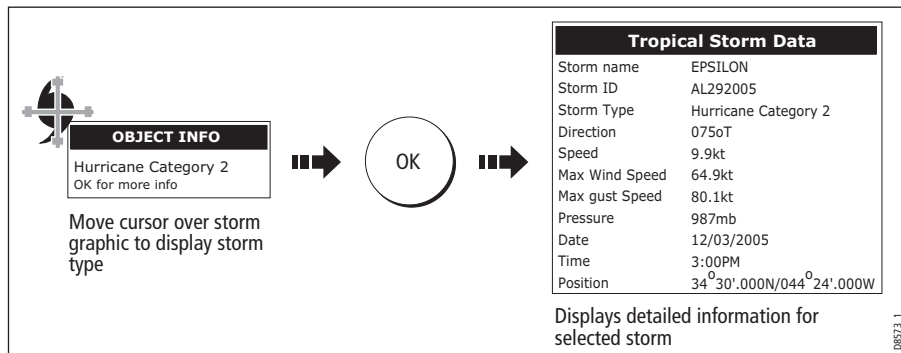 OBJECT INFO
Hurricane Category 2
OK for more info
Move cursor over storm
graphic to display storm
type
OK
Tropical Storm Data
Storm name EPSILON
Storm ID AL292005
Storm Type Hurricane Category 2
Direction 075oT
Speed 9.9kt
Max Wind Speed 64.9kt
Max gust Speed 80.1kt
Pressure 987mb
Date 12/03/2005
Time 3:00PM
Position 34°30'.000N/044°24'.000W
Displays detailed information for
selected storm
D8573_1